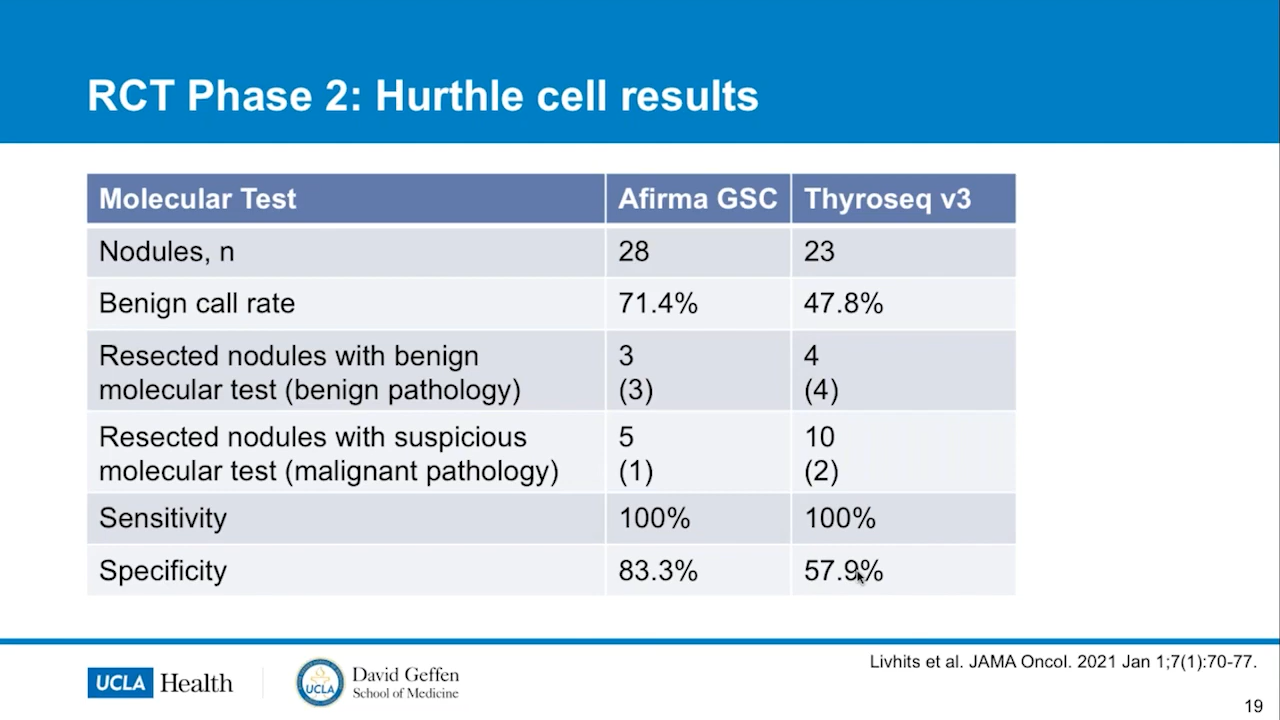 RCT Phase 2: Hurthle cell results
Molecular Test Afirma GSC Thyroseq v3
Nodules, n 28 23
Benign call rate 71.4% 47.8%
Resected nodules with benign 3 4
molecular test (benign pathology) (3) (4)
Resected nodules with suspicious 5 10
molecular test (malignant pathology) (1) (2)
Sensitivity 100% 100%
Specificity 83.3% 57.9%
Livhits et al. JAMA Oncol. 2021 Jan 1;7(1):70-77.
UCLA Health
UCLA
David Geffen
School of Medicine
19